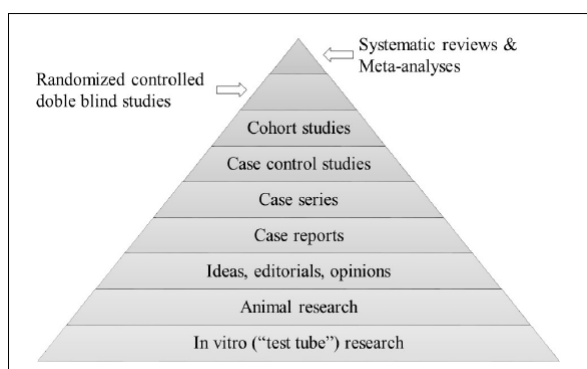 Systematic reviews &
Meta-analyses
Randomized controlled
doble blind studies
Cohort studies
Case control studies
Case series
Case reports
Ideas, editorials, opinions
Animal research
In vitro (“test tube”) research